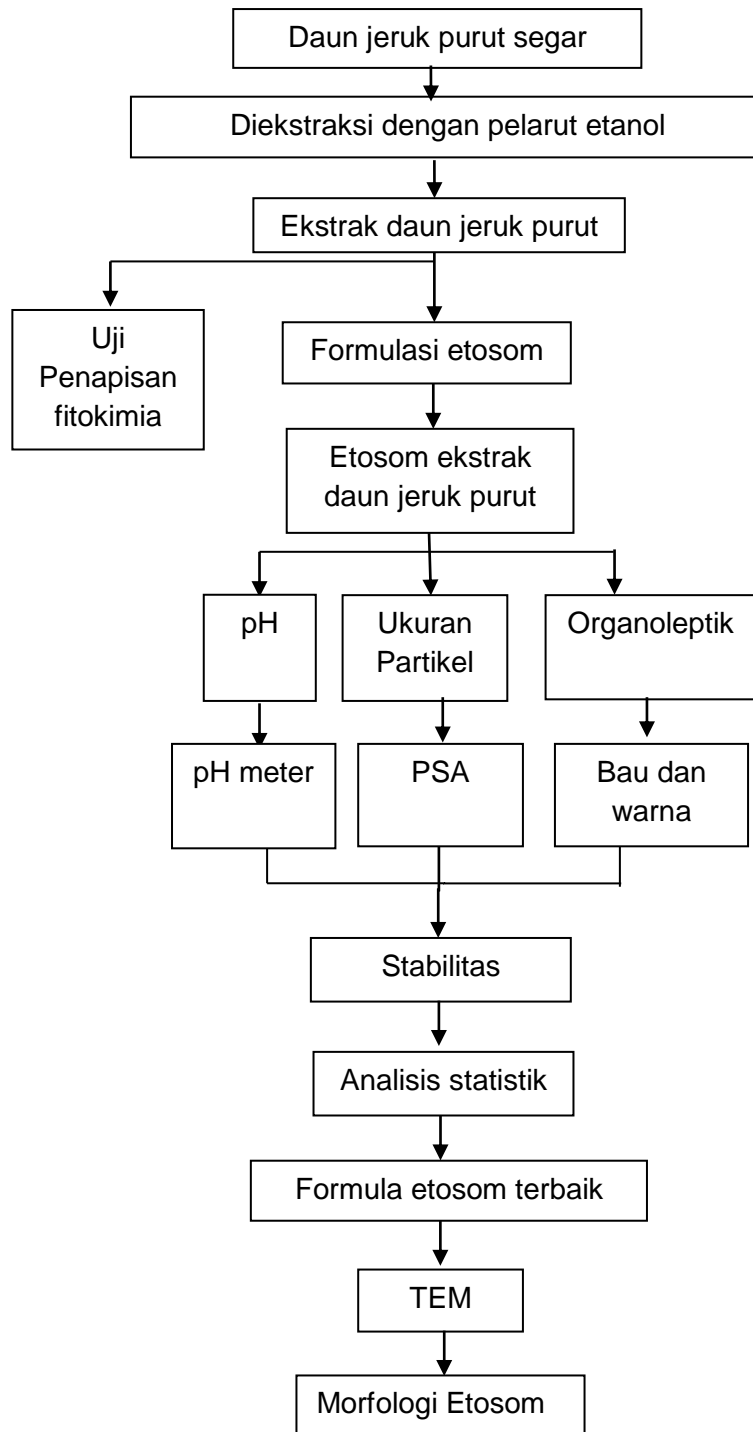 Daun jeruk purut segar
Diekstraksi dengan pelarut etanol
Ekstrak daun jeruk purut
Uji
Penapisan
fitokimia
Formulasi etosom
Etosom ekstrak
daun jeruk purut
pH
Ukuran
Partikel
Organoleptik
pH meter
PSA
Bau dan
warna
Stabilitas
Analisis statistik
Formula etosom terbaik
TEM
Morfologi Etosom